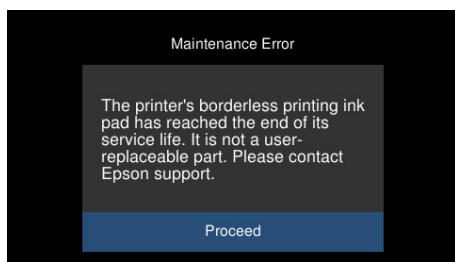 Maintenance Error
The printer's borderless printing ink
pad has reached the end of its
service life. It is not a user-
replaceable part. Please contact
Epson support.
Proceed